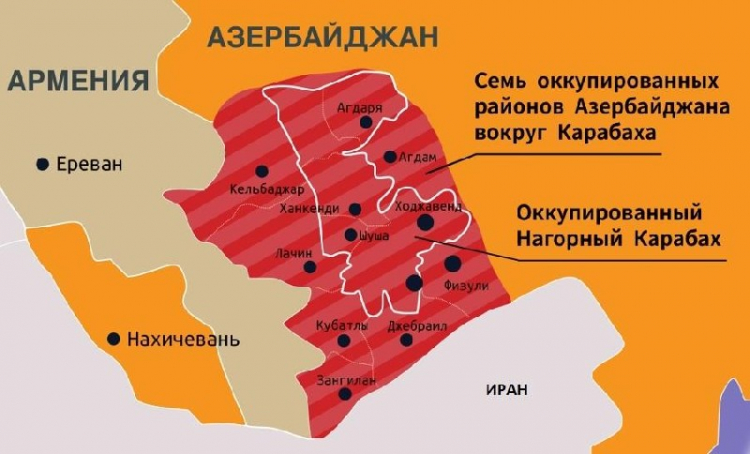 АЗЕРБАЙДЖАН
АРМЕНИЯ
Семь оккупированных
районов Азербайджана
вокруг Карабаха
Агдаря
Агдам
Ереван
Кельбаджар
Ханкенди
Ходжавенд
Оккупированный
Нагорный Карабах
Шуша
Лачин
Физули
Кубатлы
Джебраил
Нахичевань
Зангилан
ИРАН